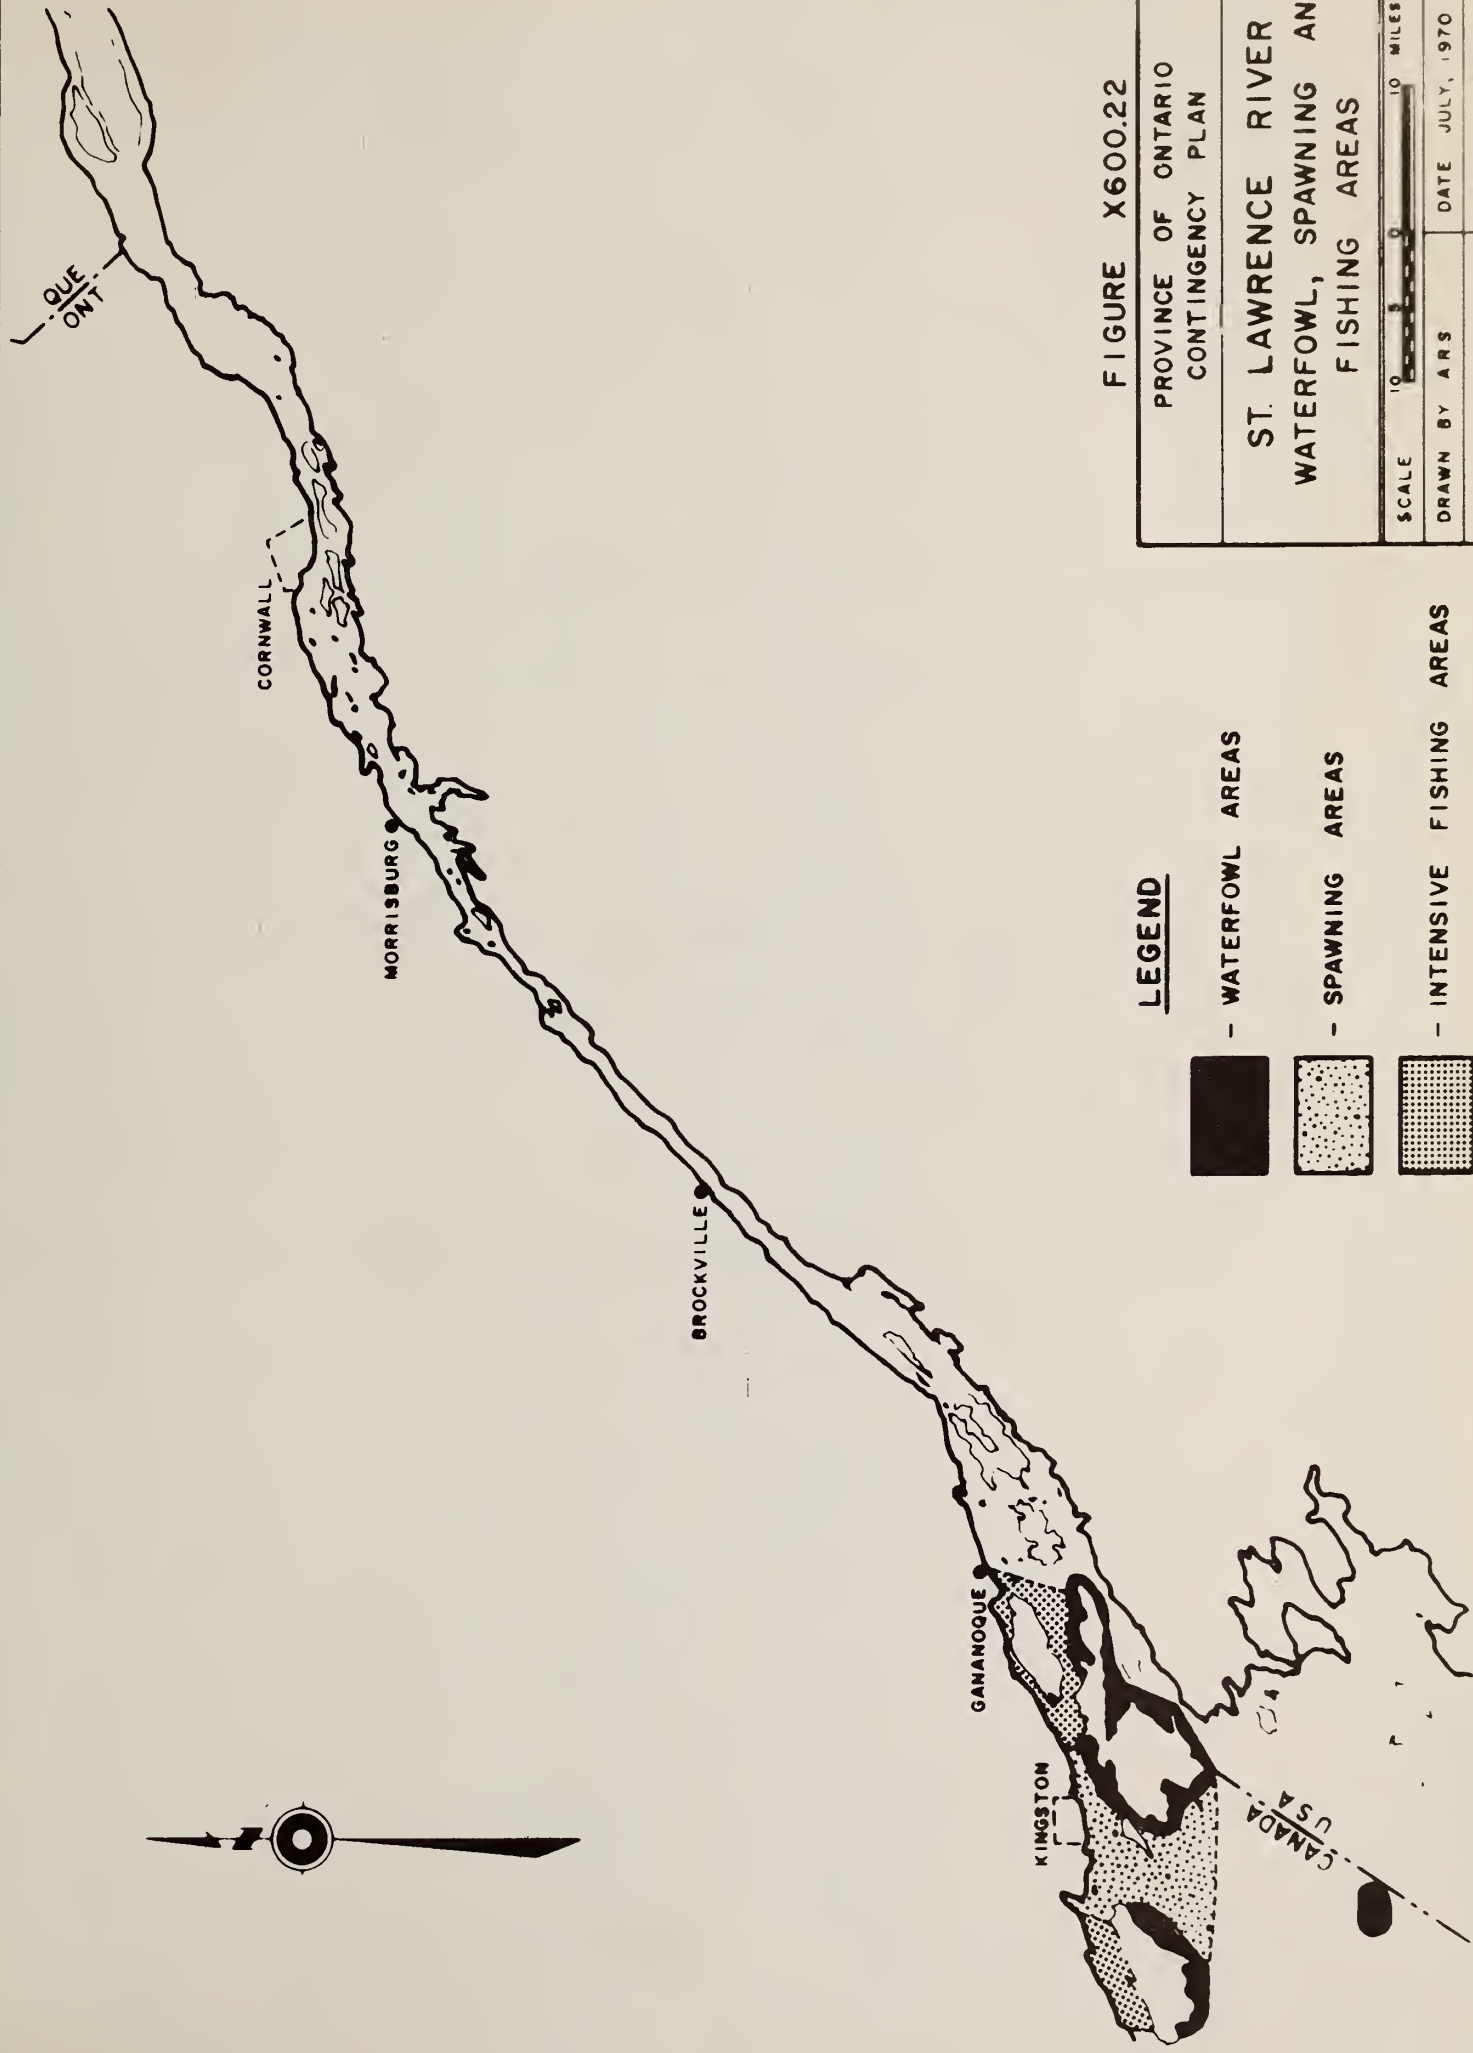 QUE
ONT
CORNWALL
MORRISBURG
BROCKVILLE
GANANOQUE
KINGSTON
CANADA
USA
LEGEND
- WATERFOWL AREAS
- SPAWNING AREAS
- INTENSIVE FISHING AREAS
FIGURE X600.22
PROVINCE OF ONTARIO
CONTINGENCY PLAN
ST. LAWRENCE RIVER
WATERFOWL, SPAWNING AN
FISHING AREAS
SCALE 10 5 0 10 MILES
DRAWN BY ARS DATE JULY, 1970